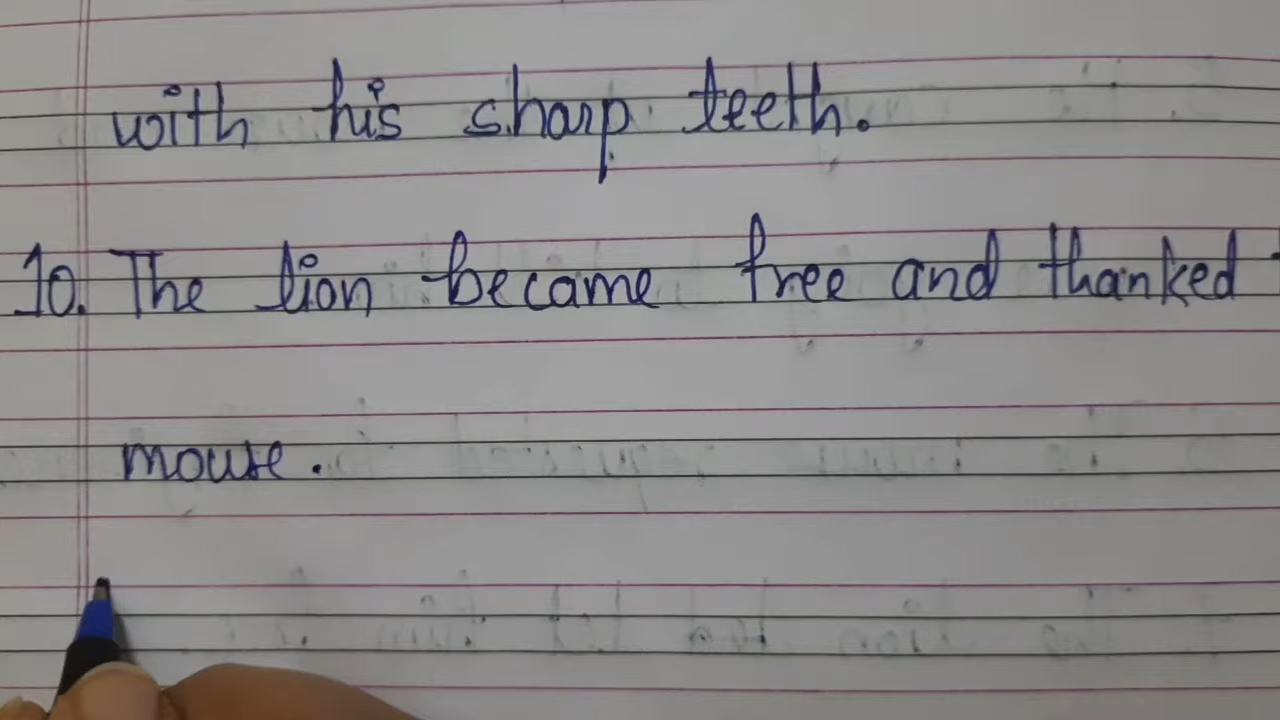 with his sharp teeth.
10. The lion became free and thanked
mouse.